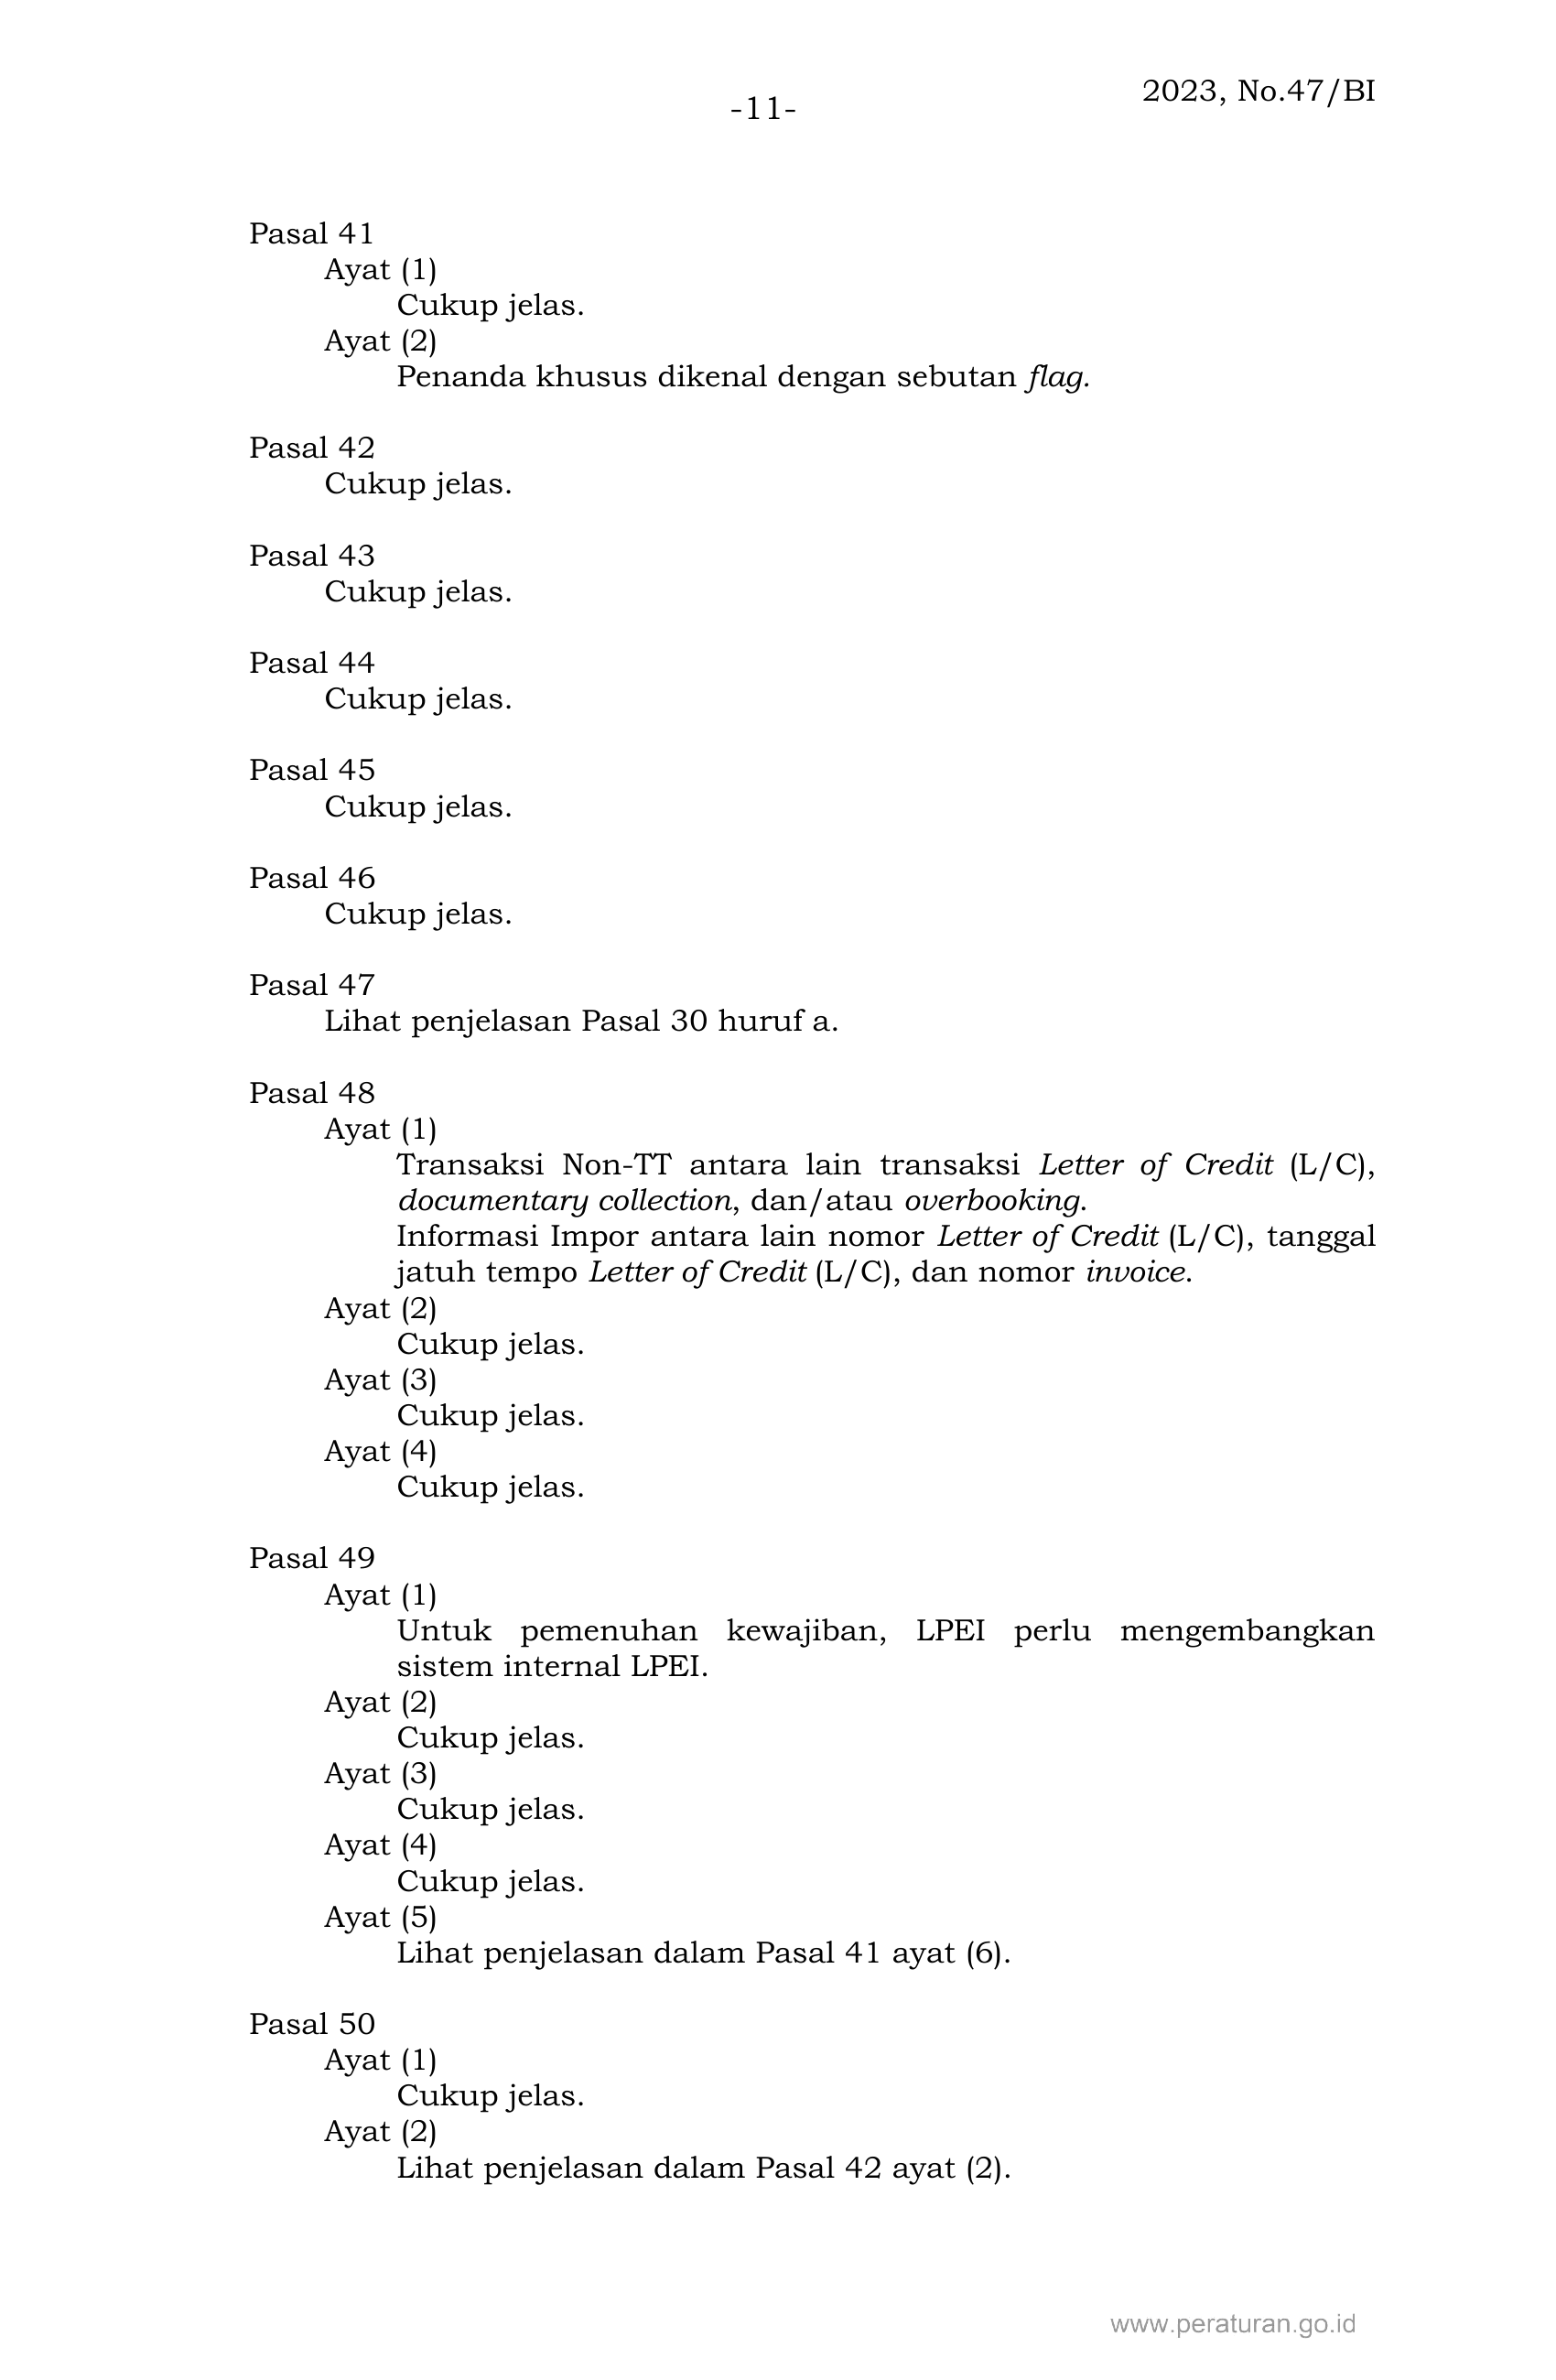 2023, No.47/BI
-11-
Pasal 41
Ayat (1)
Cukup jelas.
Ayat (2)
Penanda khusus dikenal dengan sebutan flag.
Pasal 42
Cukup jelas.
Pasal 43
Cukup jelas.
Pasal 44
Cukup jelas.
Pasal 45
Cukup jelas.
Pasal 46
Cukup jelas.
Pasal 47
Lihat penjelasan Pasal 30 huruf a.
Pasal 48
Ayat (1)
Transaksi Non-TT antara lain transaksi Letter of Credit (L/C),
documentary collection, dan/atau overbooking.
Informasi Impor antara lain nomor Letter of Credit (L/C), tanggal
jatuh tempo Letter of Credit (L/C), dan nomor invoice.
Ayat (2)
Cukup jelas.
Ayat (3)
Cukup jelas.
Ayat (4)
Cukup jelas.
Pasal 49
Ayat (1)
Untuk pemenuhan kewajiban, LPEI perlu mengembangkan
sistem internal LPEI.
Ayat (2)
Cukup jelas.
Ayat (3)
Cukup jelas.
Ayat (4)
Cukup jelas.
Ayat (5)
Lihat penjelasan dalam Pasal 41 ayat (6).
Pasal 50
Ayat (1)
Cukup jelas.
Ayat (2)
Lihat penjelasan dalam Pasal 42 ayat (2).
www.peraturan.go.id